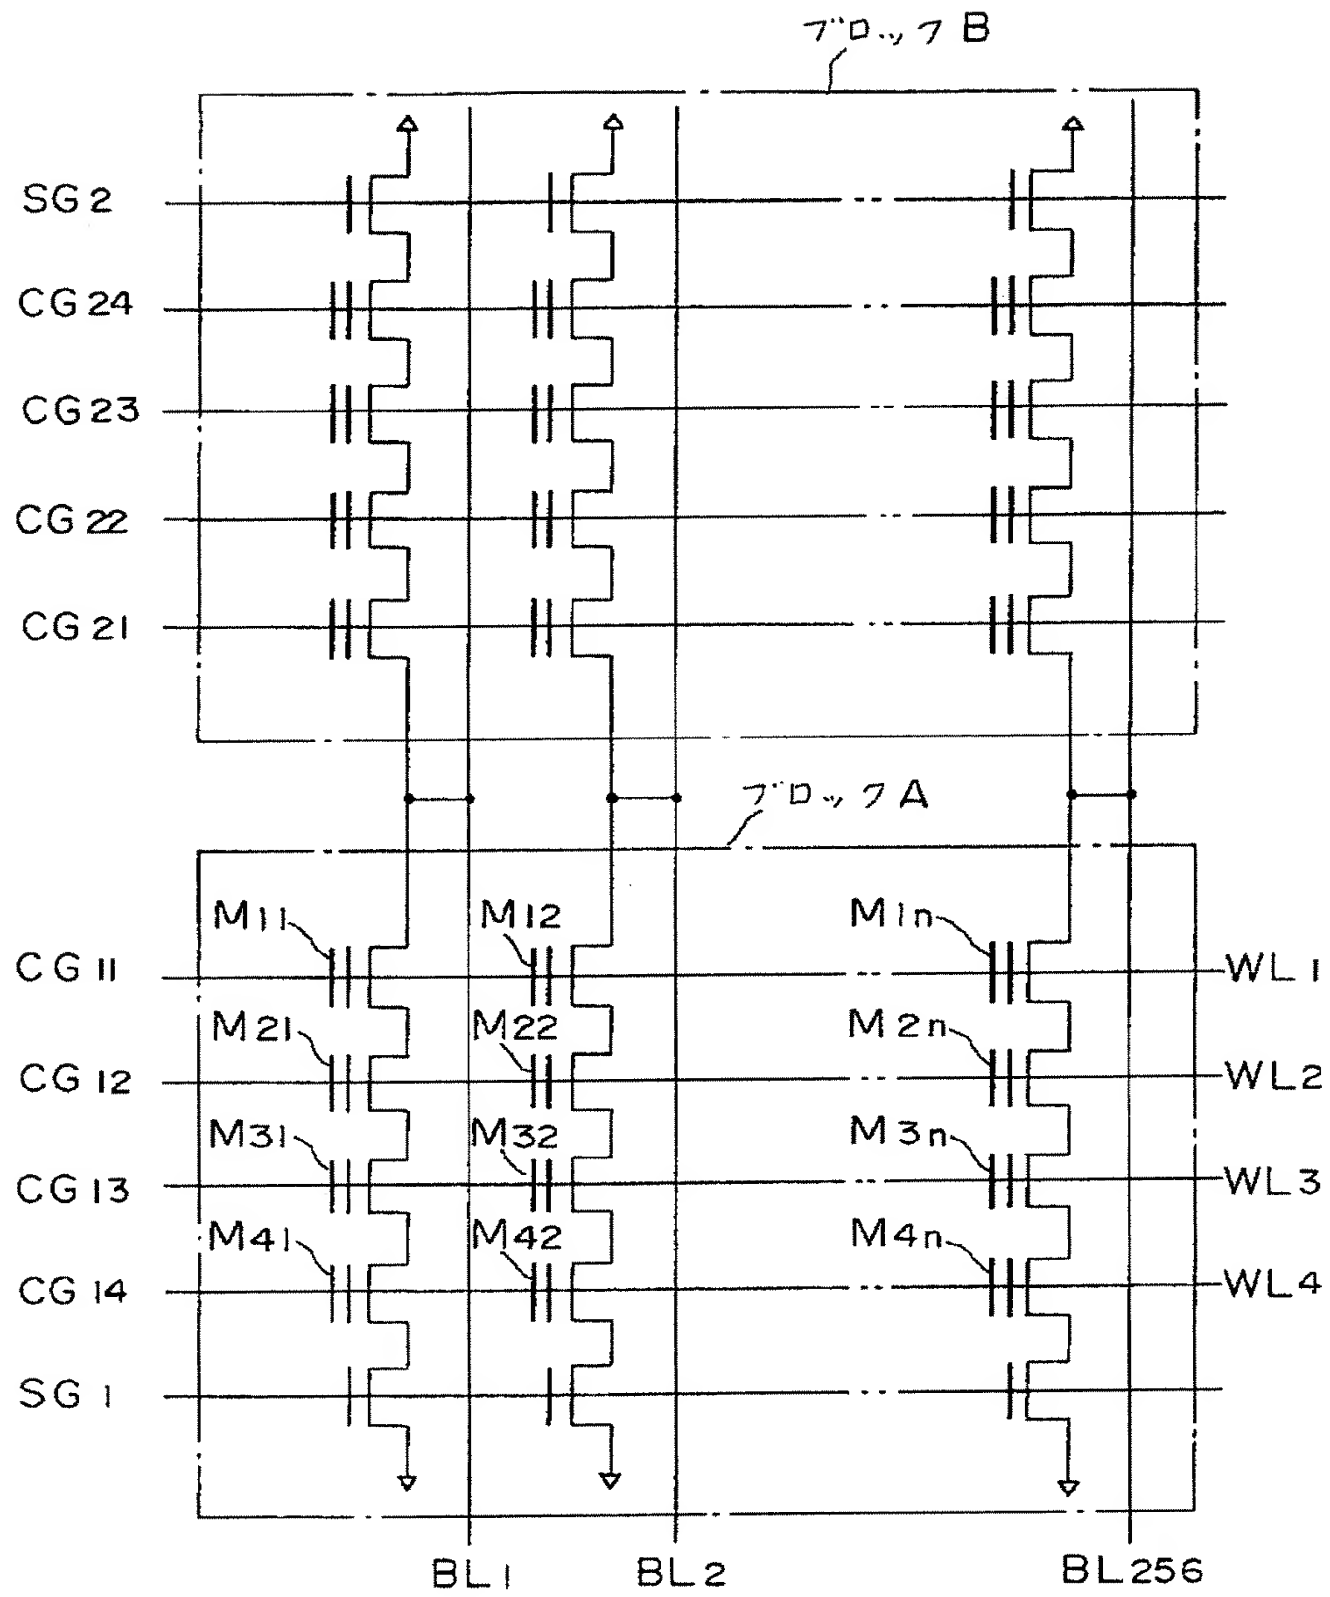 ブロックB
SG2
CG24
CG23
CG22
CG21
ブロックA
M11 M12 M1n
CG11 WL1
M21 M22 M2n
CG12 WL2
M31 M32 M3n
CG13 WL3
M41 M42 M4n
CG14 WL4
SG1
BL1 BL2 BL256